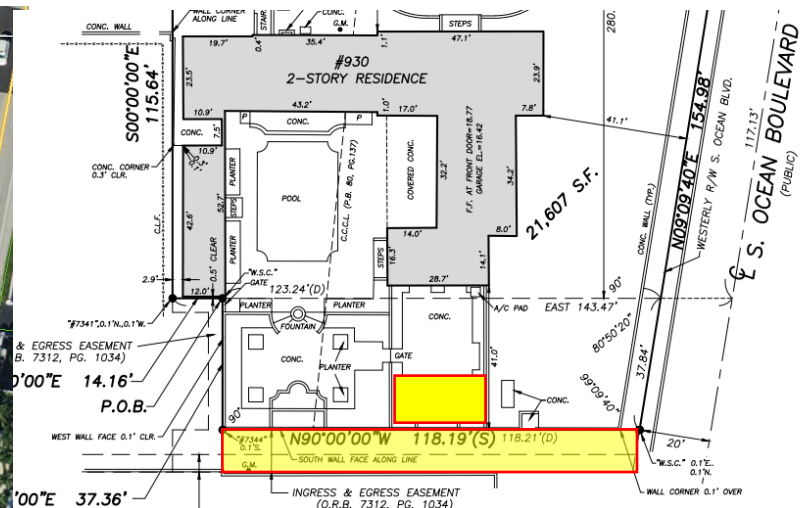 WALL CORNER
ALONG LINE
STAIR
CONC.
G.M.
CONC. WALL
STEPS
280.
19.7'
0.4'
35.4'
1.1'
47.1'
#930
2-STORY RESIDENCE
S00°00'00"E
115.64'
23.5'
23.9'
10.9'
43.2'
1.0'
17.0'
7.8'
P
CONC.
P
CONC.
7.5'
10.9'
41.1'
CONC. CORNER
0.3' CLR.
PLANTER
POOL
C.C.C.L (P.B. 80, PG.137)
COVERED CONC.
32.2'
F.F. AT FRONT DOOR=18.77
GARAGE EL.=16.42
34.2'
21,607 S.F.
CONC. WALL (TYP.)
N09°09'40"E 154.98'
WESTERLY R/W S. OCEAN BLVD.
117.13'
S. OCEAN BOULEVARD
(PUBLIC)
C.L.F.
42.6'
52.7'
STEPS
PLANTER
0.5' CLEAR
14.0'
8.0'
STEPS
16.3'
28.7'
14.1'
2.9'
12.0'
"W.S.C."
GATE
123.24'(D)
PLANTER
PLANTER
A/C PAD
EAST 143.47'
90°
"#7341",0.1'N.,0.1'W.
FOUNTAIN
CONC.
80°50'20"
& EGRESS EASEMENT
B. 7312, PG. 1034)
CONC.
PLANTER
GATE
41.0'
37.84'
0'00"E 14.16'
P.O.B.
99°09'40"
CONC.
WEST WALL FACE 0.1' CLR.
90°
"#7344"
0.1'S.
N90°00'00"W 118.19'(S) 118.21'(D)
20'
SOUTH WALL FACE ALONG LINE
G.M.
"W.S.C." 0.1'E.
0.1'N.
'00"E 37.36'
INGRESS & EGRESS EASEMENT
(O.R.B. 7312, PG. 1034)
WALL CORNER 0.1' OVER